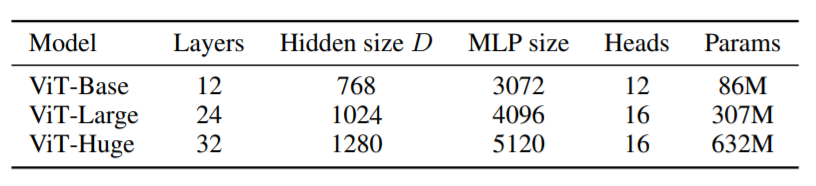 Model Layers Hidden size D MLP size Heads Params
ViT-Base 12 768 3072 12 86M
ViT-Large 24 1024 4096 16 307M
ViT-Huge 32 1280 5120 16 632M